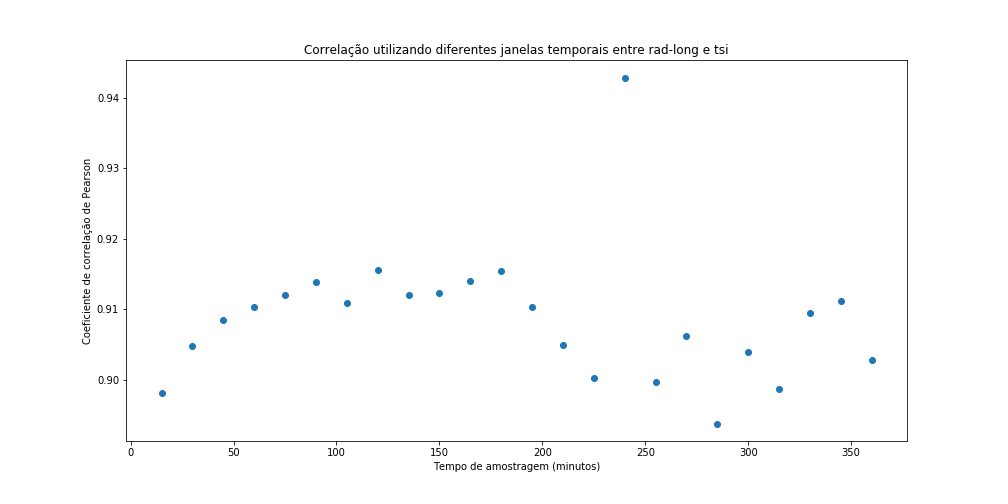 Correlação utilizando diferentes janelas temporais entre rad-long e tsi
Coeficiente de correlação de Pearson
0.94
0.93
0.92
0.91
0.90
0 50 100 150 200 250 300 350
Tempo de amostragem (minutos)